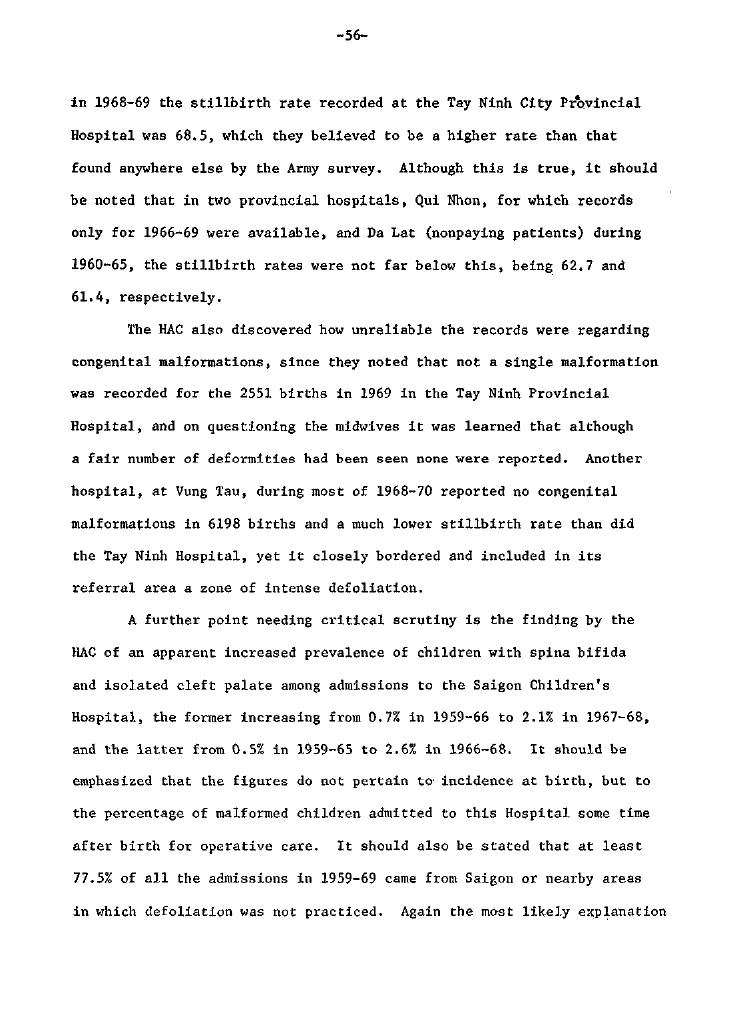 -56-
in 1968-69 the stillbirth rate recorded at the Tay Ninh City Provincial
Hospital was 68.5, which they believed to be a higher rate than that
found anywhere else by the Army survey. Although this is true, it should
be noted that in two provincial hospitals, Qui Nhon, for which records
only for 1966-69 were available, and Da Lat (nonpaying patients) during
1960-65, the stillbirth rates were not far below this, being 62.7 and
61.4, respectively.
The HAC also discovered how unreliable the records were regarding
congenital malformations, since they noted that not a single malformation
was recorded for the 2551 births in 1969 in the Tay Ninh Provincial
Hospital, and on questioning the midwives it was learned that although
a fair number of deformities had been seen none were reported. Another
hospital, at Vung Tau, during most of 1968-70 reported no congenital
malformations in 6198 births and a much lower stillbirth rate than did
the Tay Ninh Hospital, yet it closely bordered and included in its
referral area a zone of intense defoliation.
A further point needing critical scrutiny is the finding by the
HAC of an apparent increased prevalence of children with spina bifida
and isolated cleft palate among admissions to the Saigon Children's
Hospital, the former increasing from 0.7% in 1959-66 to 2.1% in 1967-68,
and the latter from 0.5% in 1959-65 to 2.6% in 1966-68. It should be
emphasized that the figures do not pertain to incidence at birth, but to
the percentage of malformed children admitted to this Hospital some time
after birth for operative care. It should also be stated that at least
77.5% of all the admissions in 1959-69 came from Saigon or nearby areas
in which defoliation was not practiced. Again the most likely explanation